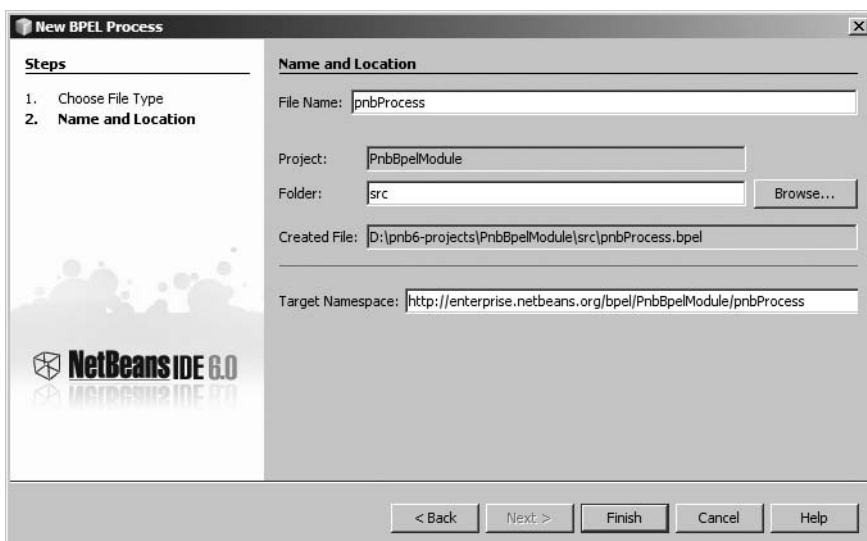 New BPEL Process
Steps
1. Choose File Type
2. Name and Location
Name and Location
File Name: pnbProcess
Project: PnbBpelModule
Folder: src Browse...
Created File: D:\pnb6-projects\PnbBpelModule\src\pnbProcess.bpel
Target Namespace: http://enterprise.netbeans.org/bpel/PnbBpelModule/pnbProcess
NetBeans IDE 6.0
< Back Next > Finish Cancel Help